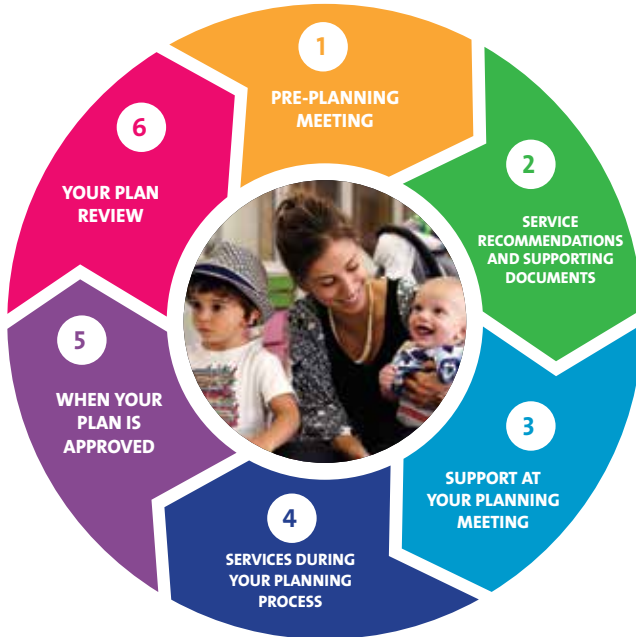 1
PRE-PLANNING
MEETING
2
SERVICE
RECOMMENDATIONS
AND SUPPORTING
DOCUMENTS
3
SUPPORT AT
YOUR PLANNING
MEETING
4
SERVICES DURING
YOUR PLANNING
PROCESS
5
WHEN YOUR
PLAN IS
APPROVED
6
YOUR PLAN
REVIEW